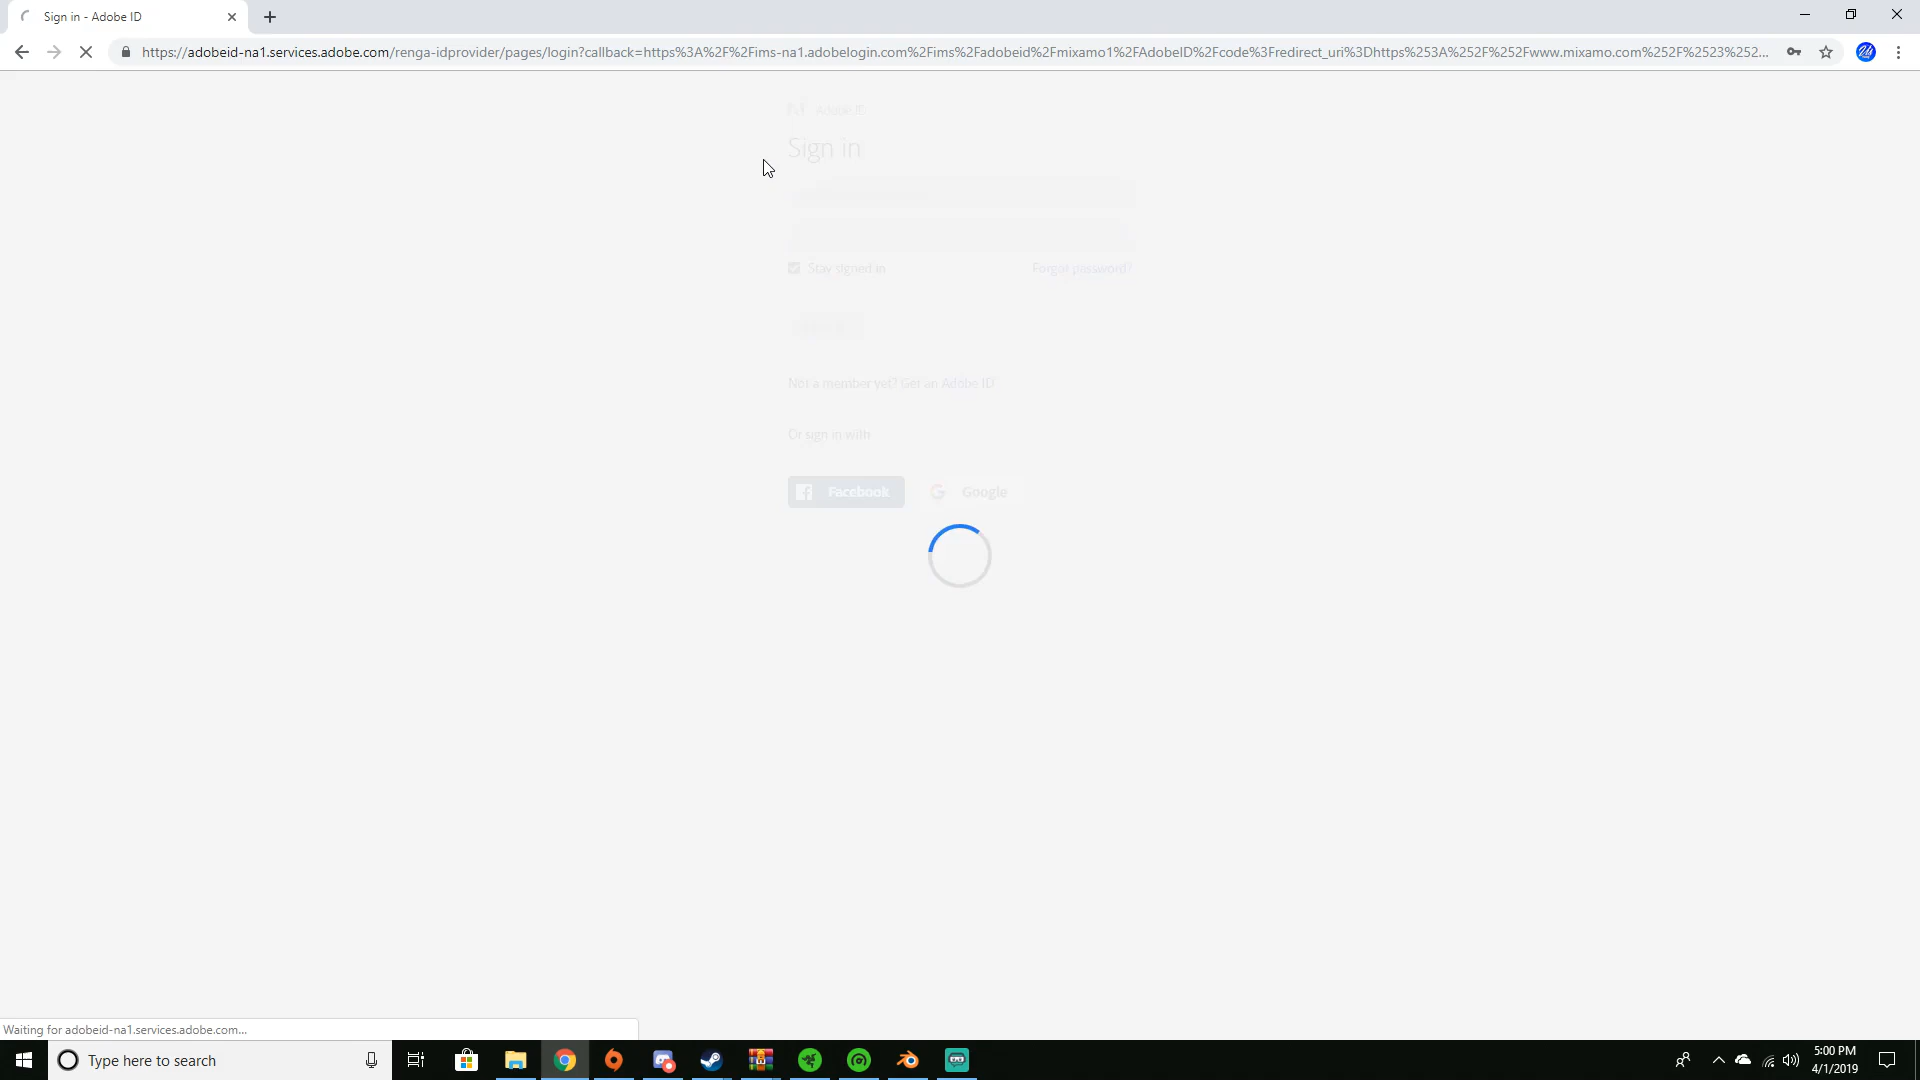 Sign in - Adobe ID
https://adobeid-na1.services.adobe.com/renga-idprovider/pages/login?callback=https%3A%2F%2Fims-na1.adobelogin.com%2Fims%2Fadobeid%2Fmixamo1%2FAdobeID%2Fcode%3Fredirect_uri%3Dhttps%253A%252F%252Fwww.mixamo.com%252F%2523%252...
Adobe ID
Sign in
Stay signed in Forgot password?
Not a member yet? Get an Adobe ID
Or sign in with
Facebook Google
Waiting for adobeid-na1.services.adobe.com...
Type here to search
5:00 PM
4/1/2019